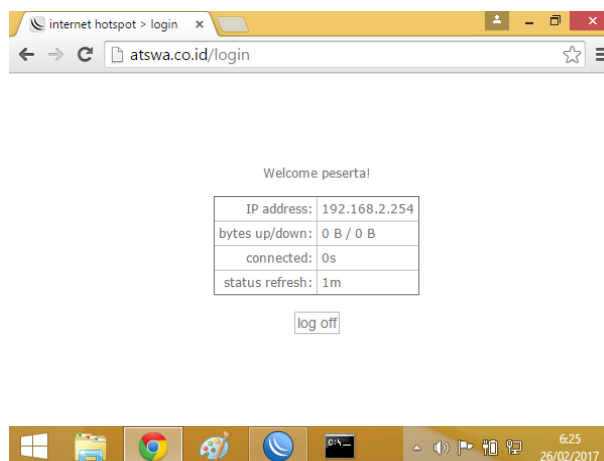 internet hotspot > login
atswa.co.id/login
Welcome peserta!
IP address: 192.168.2.254
bytes up/down: 0 B / 0 B
connected: 0s
status refresh: 1m
log off
C:\_
6:25
26/02/2017